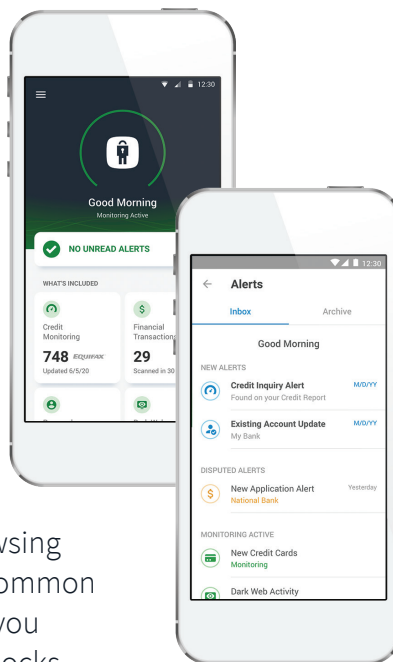 12:30
Good Morning
Monitoring Active
NO UNREAD ALERTS
WHAT'S INCLUDED
Credit
Monitoring
748 EQUIFAX
Updated 6/5/20
Financial
Transaction
29
Scanned in 30
12:30
Alerts
Inbox Archive
Good Morning
NEW ALERTS
Credit Inquiry Alert M/D/YY
Found on your Credit Report
Existing Account Update M/D/YY
My Bank
DISPUTED ALERTS
New Application Alert Yesterday
National Bank
MONITORING ACTIVE
New Credit Cards
Monitoring
Dark Web Activity
wsing
ommon
you
ocks